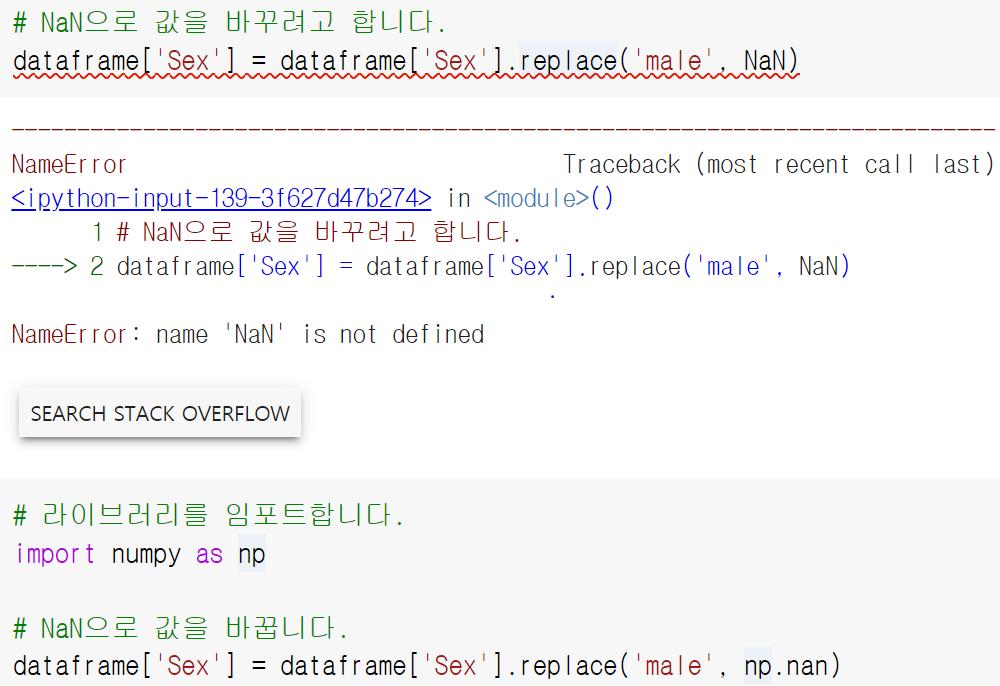 # NaN으로 값을 바꾸려고 합니다.
dataframe['Sex'] = dataframe['Sex'].replace('male', NaN)
---------------------------------------------------------------------------
NameError                                 Traceback (most recent call last)
<ipython-input-139-3f627d47b274> in <module>()
      1 # NaN으로 값을 바꾸려고 합니다.
----> 2 dataframe['Sex'] = dataframe['Sex'].replace('male', NaN)
NameError: name 'NaN' is not defined
SEARCH STACK OVERFLOW
# 라이브러리를 임포트합니다.
import numpy as np
# NaN으로 값을 바꿉니다.
dataframe['Sex'] = dataframe['Sex'].replace('male', np.nan)